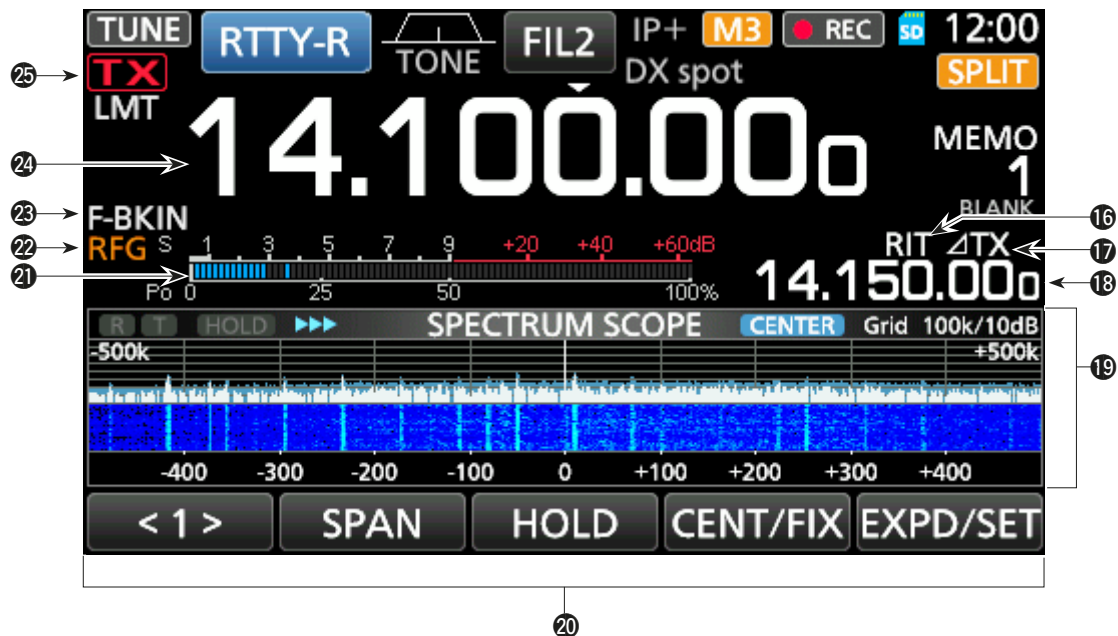 TUNE RTTY-R TONE FIL2 IP+ M3 REC SD 12:00
㉕ TX DX spot SPLIT
LMT
㉔ 14.100.000 MEMO
1
㉓ F-BKIN BLANK ⑯
㉒ RFG S 1 3 5 7 9 +20 +40 +60dB RIT ⊿TX ⑰
㉑ 14.150.000 ⑱
Po 0 25 50 100%
R T HOLD SPECTRUM SCOPE CENTER Grid 100k/10dB
-500k +500k
⑲
-400 -300 -200 -100 0 +100 +200 +300 +400
< 1 > SPAN HOLD CENT/FIX EXPD/SET
⑳